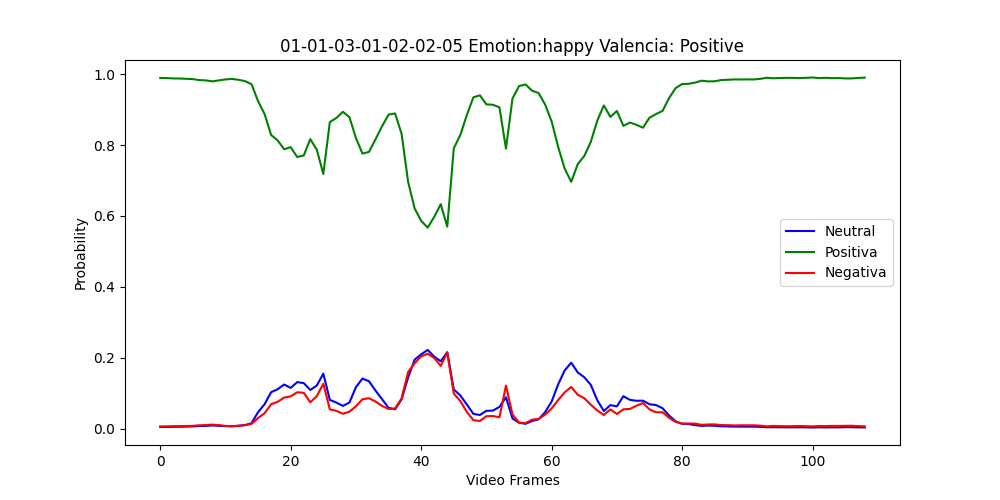 01-01-03-01-02-02-05 Emotion:happy Valencia: Positive
1.0
0.8
0.6
0.4
0.2
0.0
Probability
Neutral
Positiva
Negativa
0 20 40 60 80 100
Video Frames